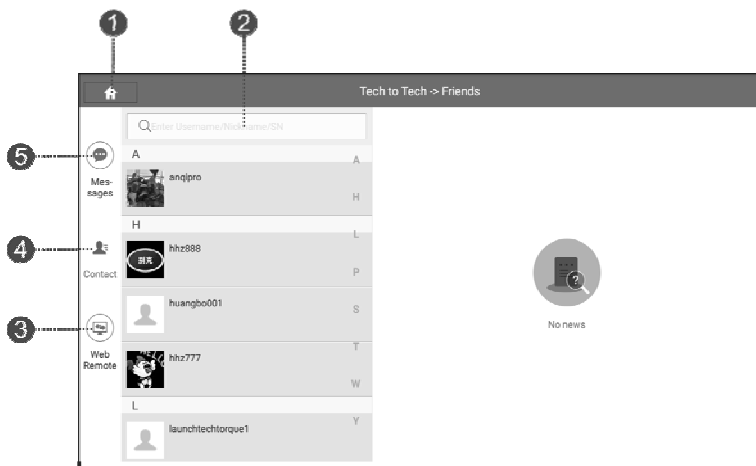 1
2
Tech to Tech -> Friends
Enter Username/Nickname/SN
5
A
A
Mes-
sages
anqipro
H
H
L
4
hhz888
Contact
P
huangbo001
S
No news
3
T
Web
Remote
hhz777
W
L
Y
launchtechtorque1